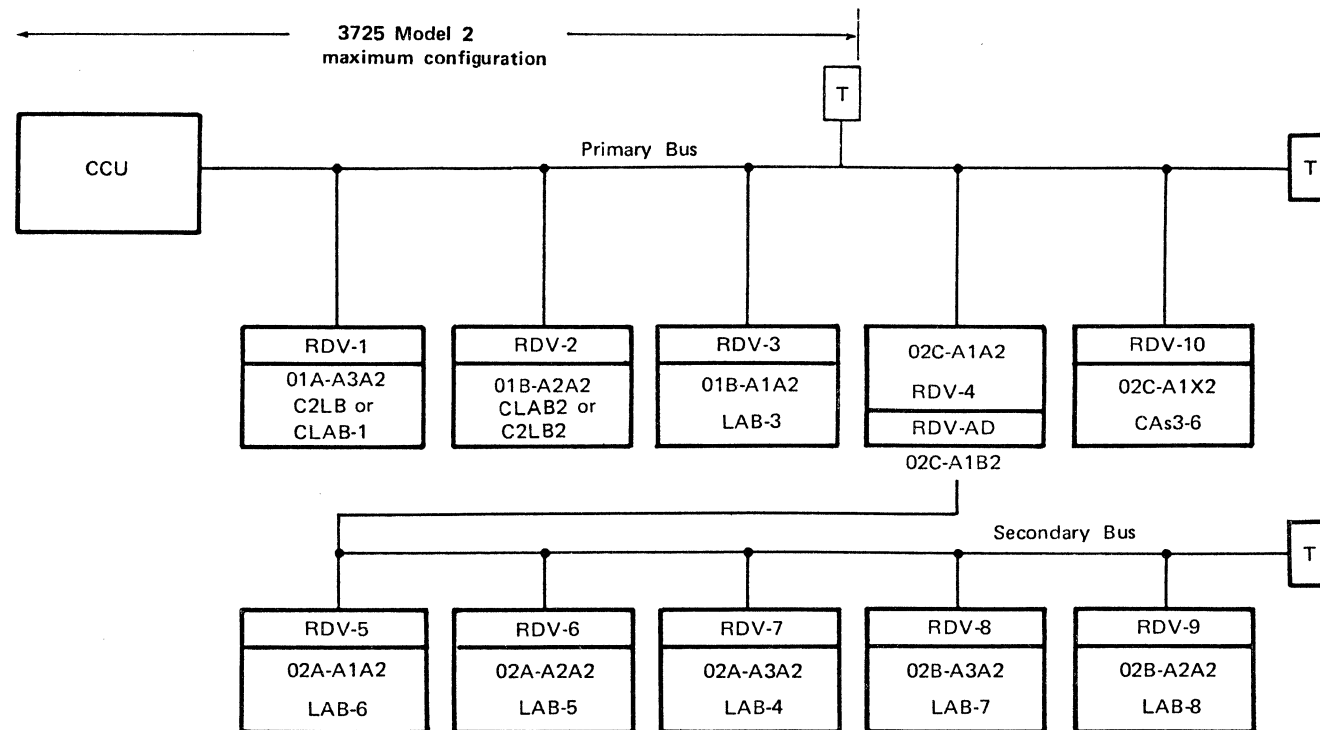 3725 Model 2
maximum configuration
T
CCU
Primary Bus
T
RDV-1
01A-A3A2
C2LB or
CLAB-1
RDV-2
01B-A2A2
CLAB2 or
C2LB2
RDV-3
01B-A1A2
LAB-3
02C-A1A2
RDV-4
RDV-AD
02C-A1B2
RDV-10
02C-A1X2
CAs3-6
Secondary Bus
T
RDV-5
02A-A1A2
LAB-6
RDV-6
02A-A2A2
LAB-5
RDV-7
02A-A3A2
LAB-4
RDV-8
02B-A3A2
LAB-7
RDV-9
02B-A2A2
LAB-8